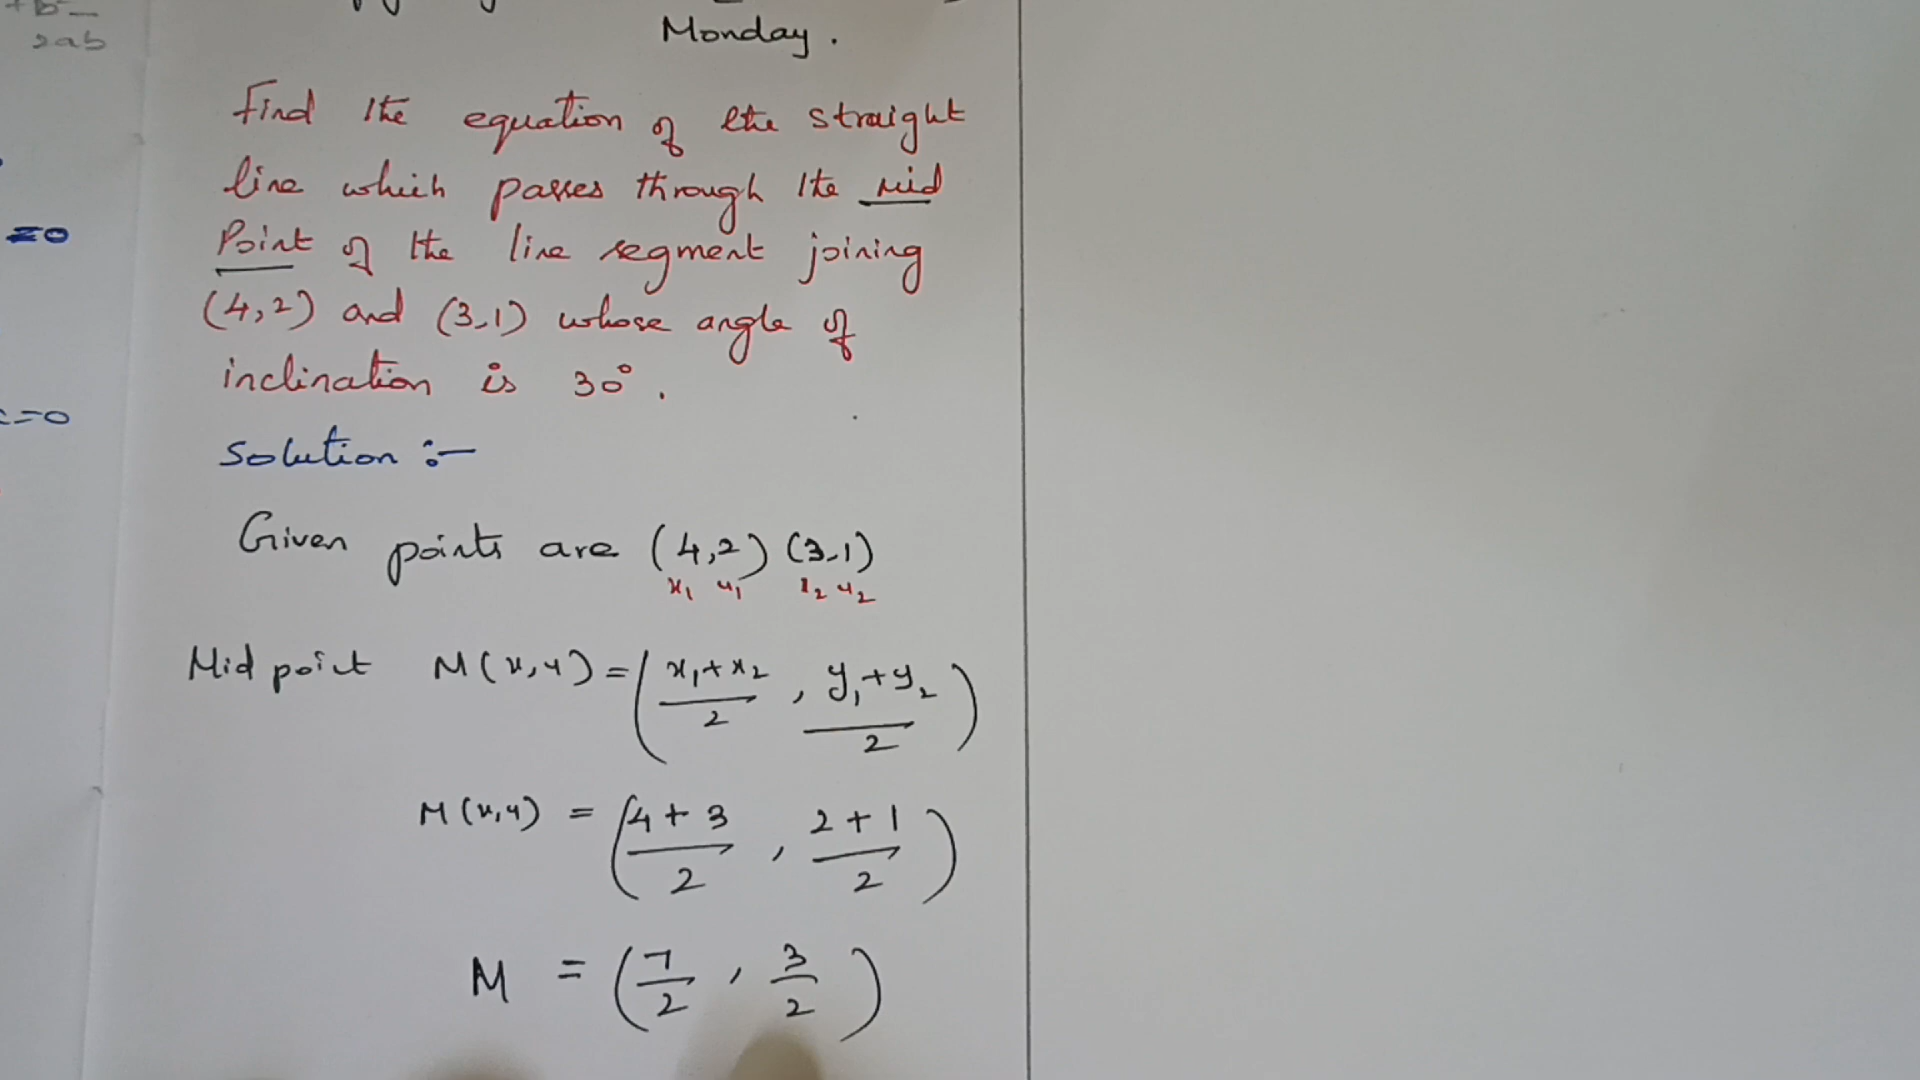 2ab
Monday.
Find the equation of the straight
line which passes through the mid
Point of the line segment joining
(4,2) and (3,1) whose angle of
inclination is 30°.
=0
=0
Solution :-
Given points are (4,2) (3,1)
x₁ y₁ x₂ y₂
Mid point M(x,y) = (x₁+x₂/2 , y₁+y₂/2)
M(x,y) = (4+3/2 , 2+1/2)
M = (7/2 , 3/2)